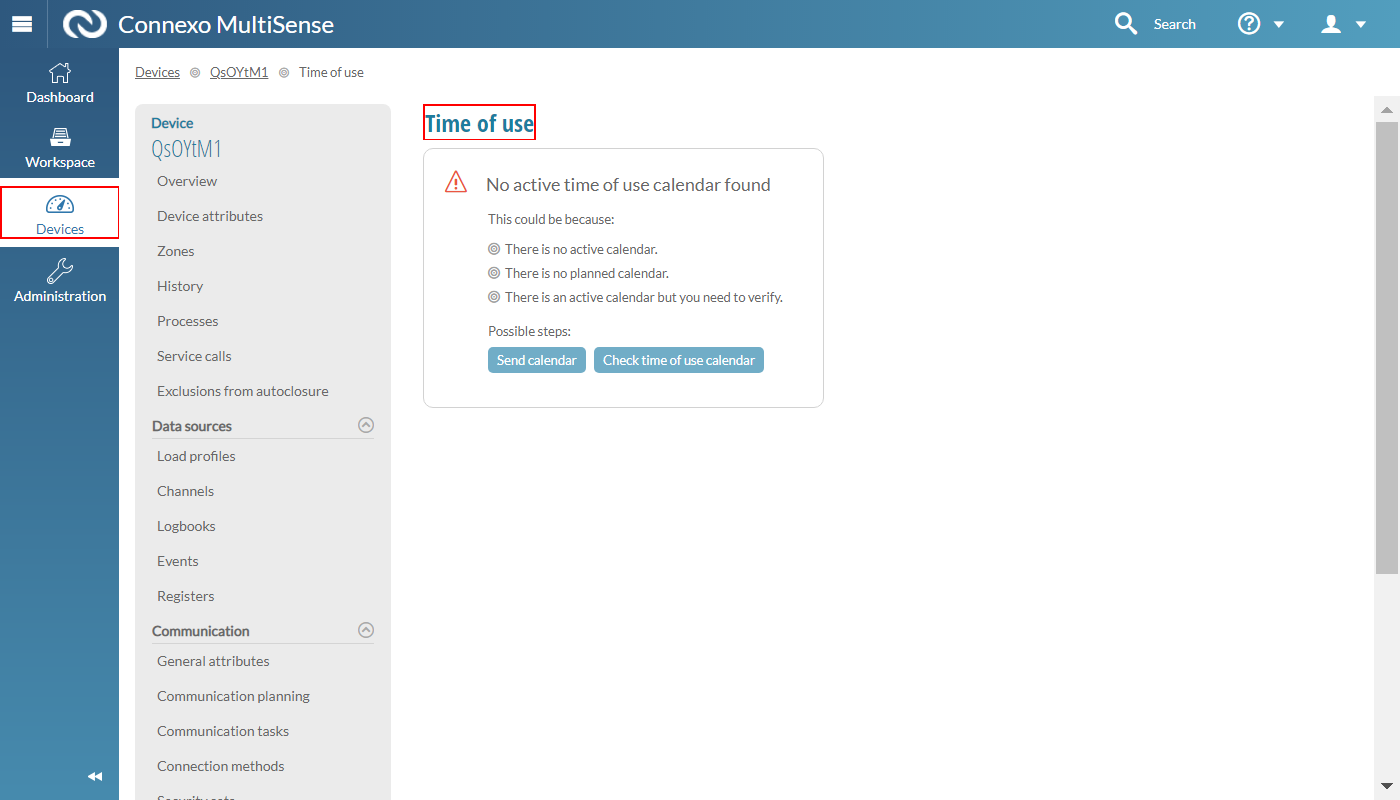 Connexo MultiSense
Search
Dashboard
Workspace
Devices
Administration
Devices QsOYtM1 Time of use
Device
QsOYtM1
Overview
Device attributes
Zones
History
Processes
Service calls
Exclusions from autoclosure
Data sources
Load profiles
Channels
Logbooks
Events
Registers
Communication
General attributes
Communication planning
Communication tasks
Connection methods
Security sets
Time of use
No active time of use calendar found
This could be because:
There is no active calendar.
There is no planned calendar.
There is an active calendar but you need to verify.
Possible steps:
Send calendar Check time of use calendar